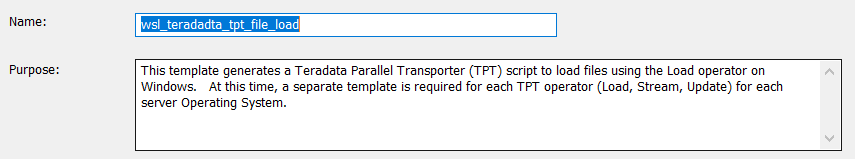 Name: wsl_teradadta_tpt_file_load
Purpose: This template generates a Teradata Parallel Transporter (TPT) script to load files using the Load operator on
Windows.   At this time, a separate template is required for each TPT operator (Load, Stream, Update) for each
server Operating System.